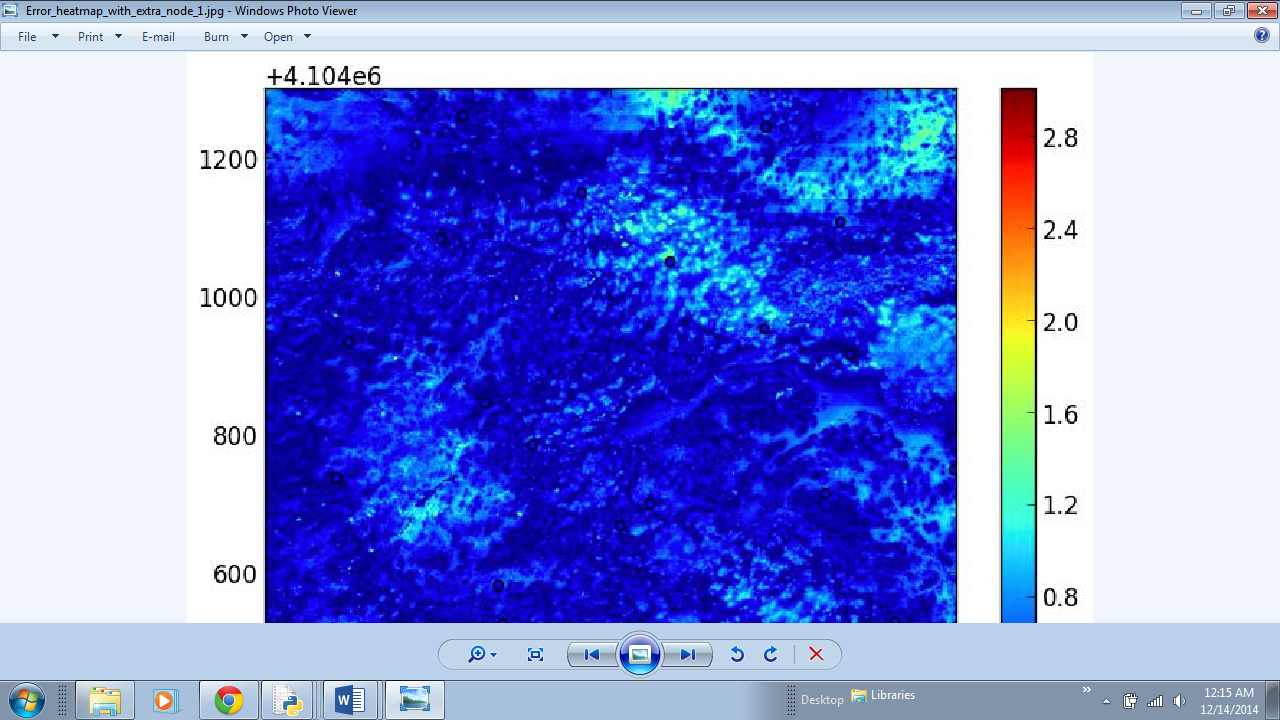 Error_heatmap_with_extra_node_1.jpg - Windows Photo Viewer
File Print E-mail Burn Open
+4.104e6
1200
1000
800
600
2.8
2.4
2.0
1.6
1.2
0.8
Desktop Libraries
12:15 AM
12/14/2014